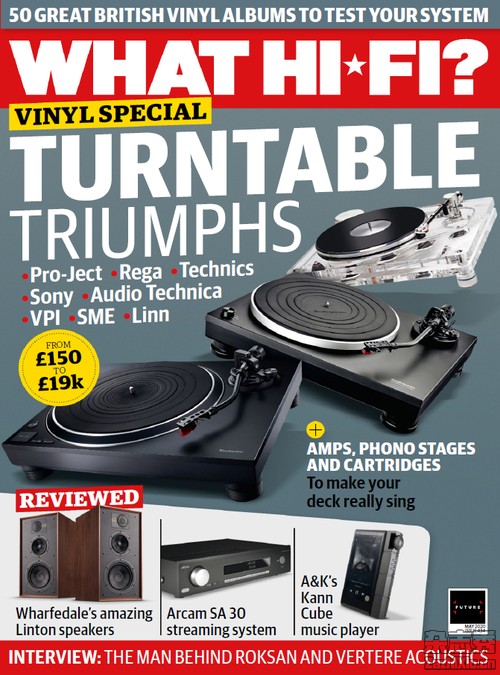 50 GREAT BRITISH VINYL ALBUMS TO TEST YOUR SYSTEM
WHAT HI★FI?
VINYL SPECIAL
TURNTABLE
TRIUMPHS
•Pro-Ject •Rega •Technics
•Sony •Audio Technica
•VPI •SME •Linn
FROM
£150
TO
£19k
+
AMPS, PHONO STAGES
AND CARTRIDGES
To make your
deck really sing
REVIEWED
Wharfedale's amazing
Linton speakers
Arcam SA 30
streaming system
A&K's
Kann
Cube
music player
FUTURE
MAY 2020
INTERVIEW: THE MAN BEHIND ROKSAN AND VERTERE ACOUSTICS